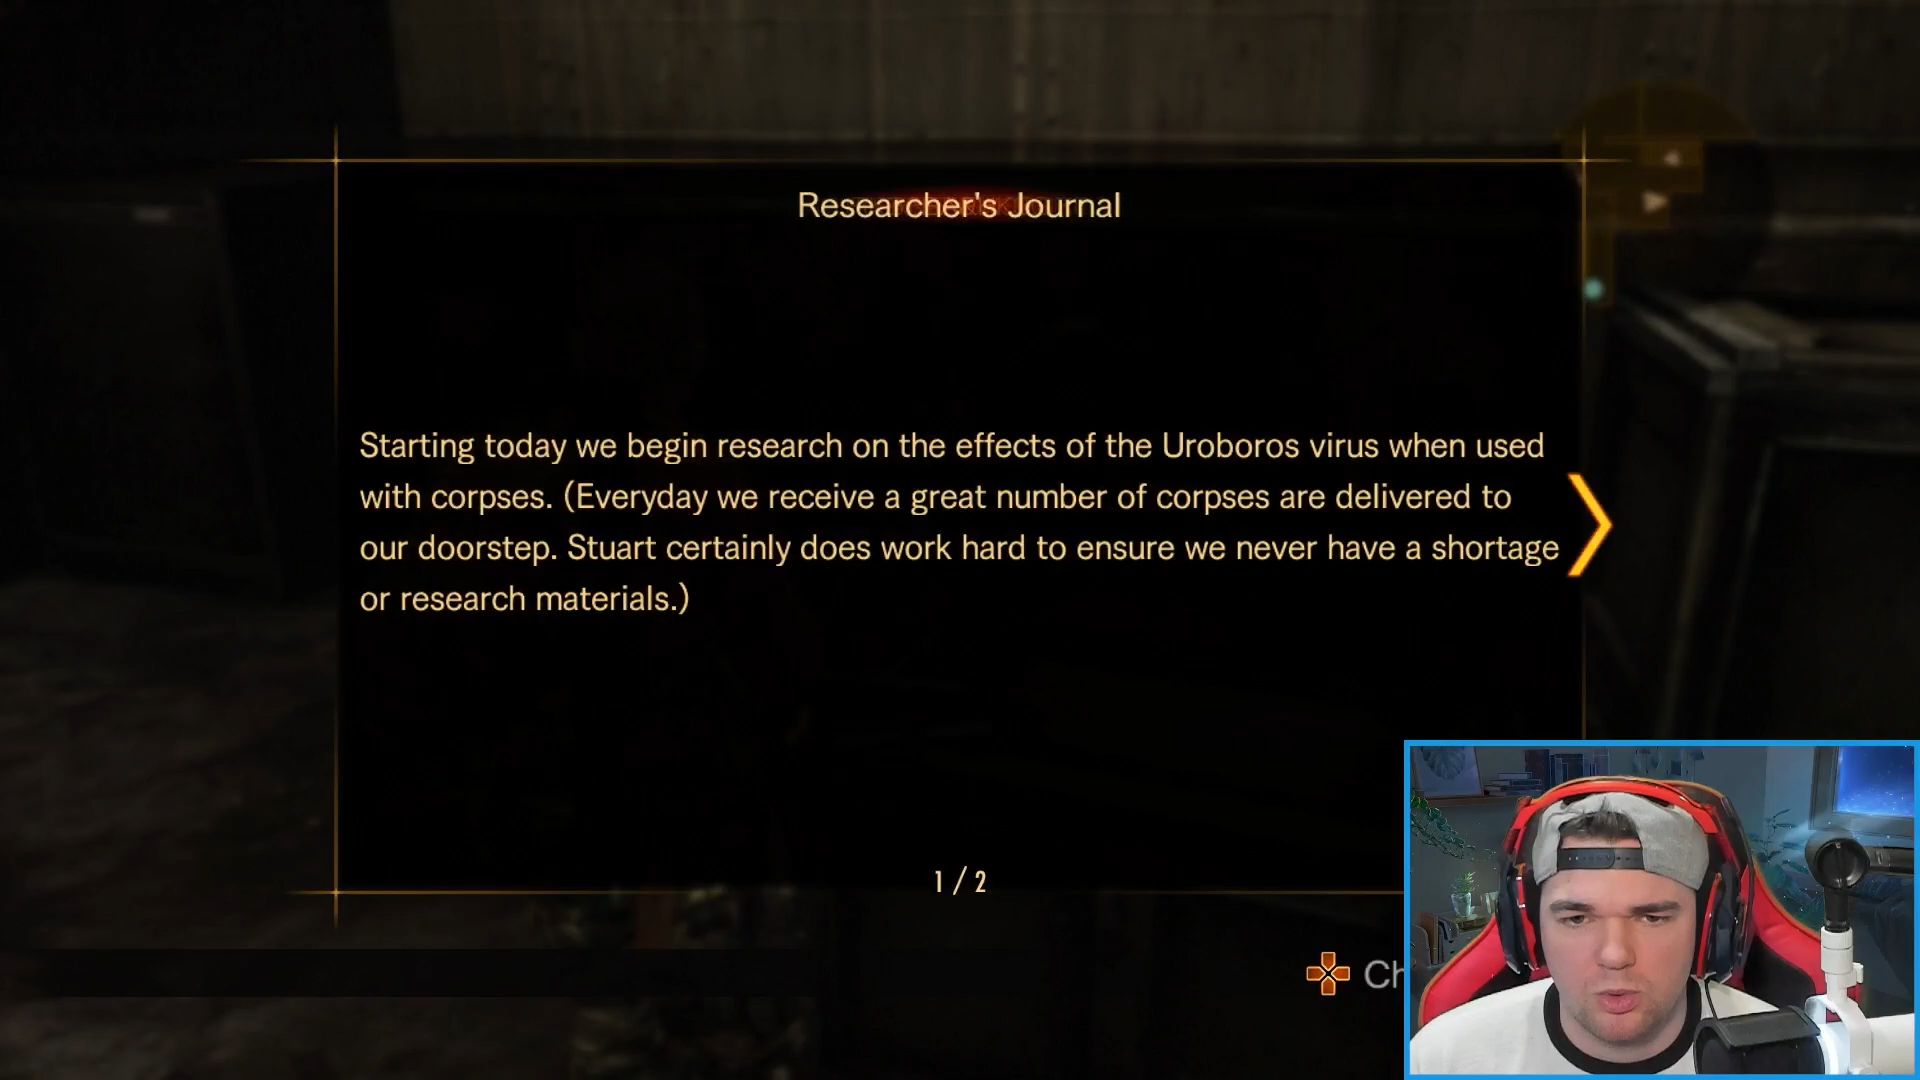 Researcher's Journal
Starting today we begin research on the effects of the Uroboros virus when used
with corpses. (Everyday we receive a great number of corpses are delivered to
our doorstep. Stuart certainly does work hard to ensure we never have a shortage
or research materials.)
1 / 2
Ch